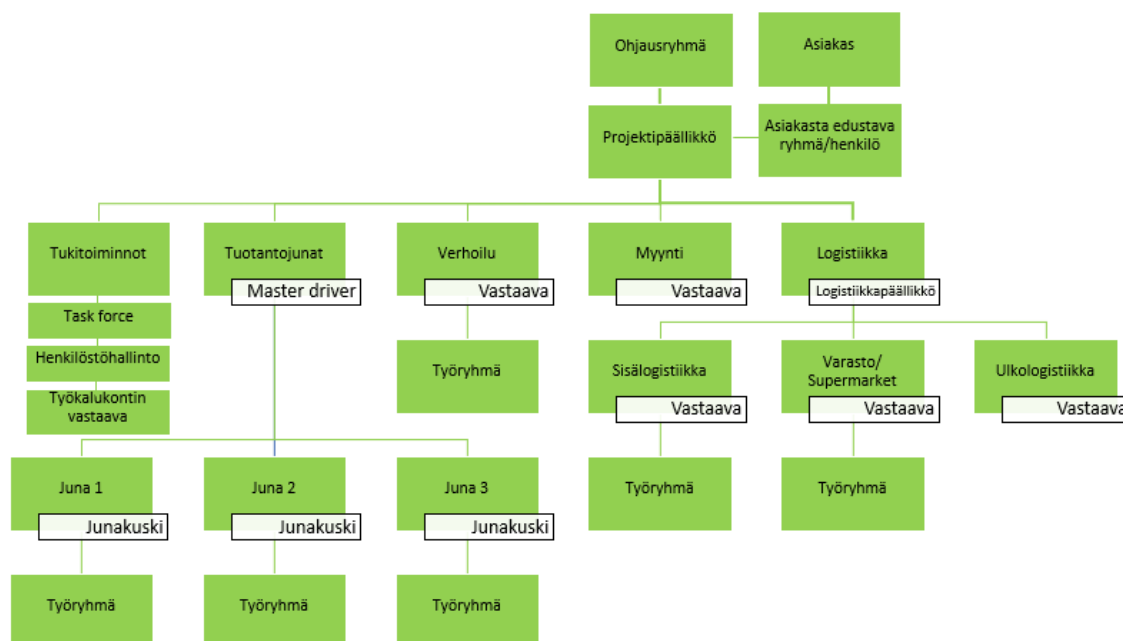 Ohjausryhmä
Asiakas
Projektipäällikkö
Asiakasta edustava
ryhmä/henkilö
Tukitoiminnot
Tuotantojunat
Master driver
Verhoilu
Vastaava
Myynti
Vastaava
Logistiikka
Logistiikkapäällikkö
Task force
Henkilöstöhallinto
Työkalukontin
vastaava
Työryhmä
Sisälogistiikka
Vastaava
Varasto/
Supermarket
Vastaava
Ulkologistiikka
Vastaava
Juna 1
Junakuski
Juna 2
Junakuski
Juna 3
Junakuski
Työryhmä
Työryhmä
Työryhmä
Työryhmä
Työryhmä